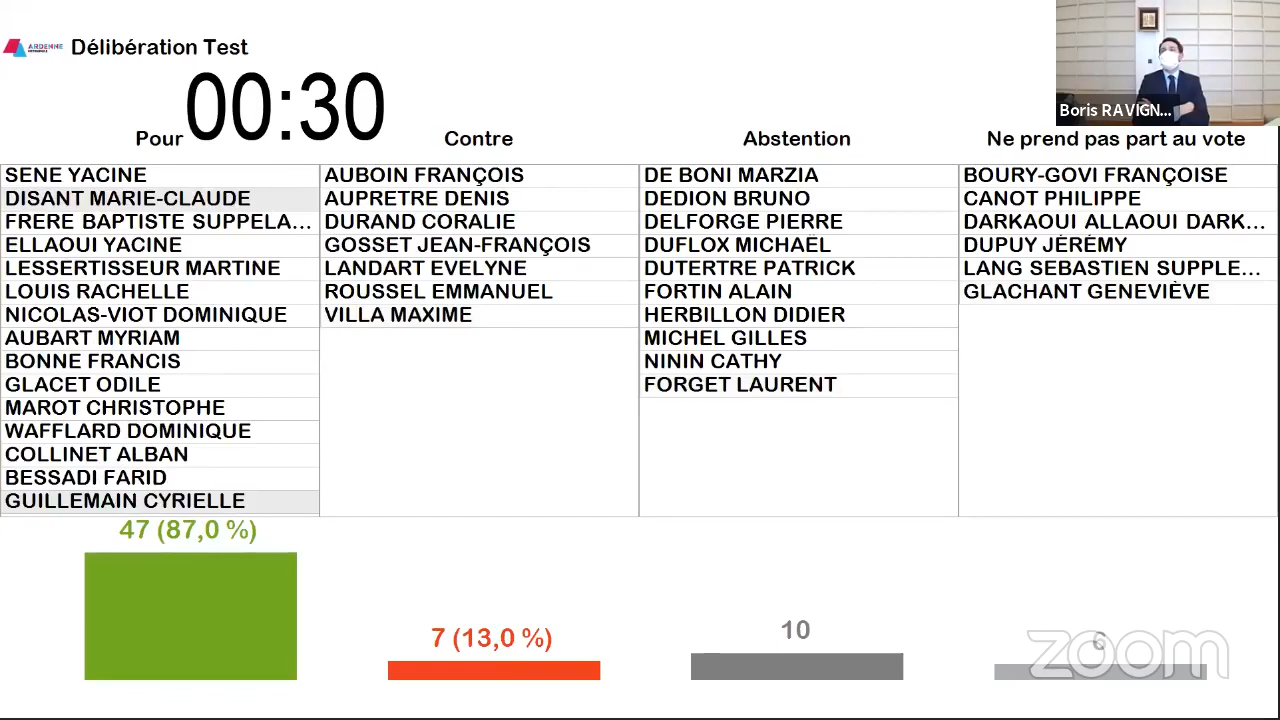 ARDENNE
MÉTROPOLE
Délibération Test
00:30
Boris RAVIGN...
Pour
Contre
Abstention
Ne prend pas part au vote
SENE YACINE
DISANT MARIE-CLAUDE
FRERE BAPTISTE SUPPELA...
ELLAOUI YACINE
LESSERTISSEUR MARTINE
LOUIS RACHELLE
NICOLAS-VIOT DOMINIQUE
AUBART MYRIAM
BONNE FRANCIS
GLACET ODILE
MAROT CHRISTOPHE
WAFFLARD DOMINIQUE
COLLINET ALBAN
BESSADI FARID
GUILLEMAIN CYRIELLE
AUBOIN FRANÇOIS
AUPRETRE DENIS
DURAND CORALIE
GOSSET JEAN-FRANÇOIS
LANDART EVELYNE
ROUSSEL EMMANUEL
VILLA MAXIME
DE BONI MARZIA
DEDION BRUNO
DELFORGE PIERRE
DUFLOX MICHAËL
DUTERTRE PATRICK
FORTIN ALAIN
HERBILLON DIDIER
MICHEL GILLES
NININ CATHY
FORGET LAURENT
BOURY-GOVI FRANÇOISE
CANOT PHILIPPE
DARKAOUI ALLAOUI DARK...
DUPUY JÉRÉMY
LANG SEBASTIEN SUPPLE...
GLACHANT GENEVIÈVE
47 (87,0 %)
7 (13,0 %)
10
6
zoom